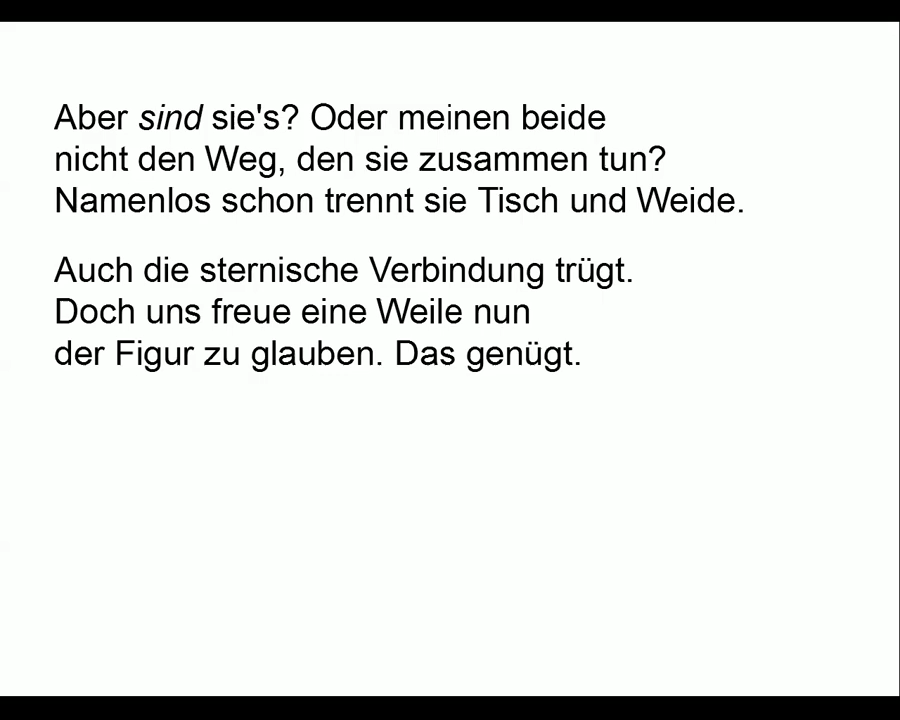 Aber sind sie's? Oder meinen beide
nicht den Weg, den sie zusammen tun?
Namenlos schon trennt sie Tisch und Weide.
Auch die sternische Verbindung trügt.
Doch uns freue eine Weile nun
der Figur zu glauben. Das genügt.